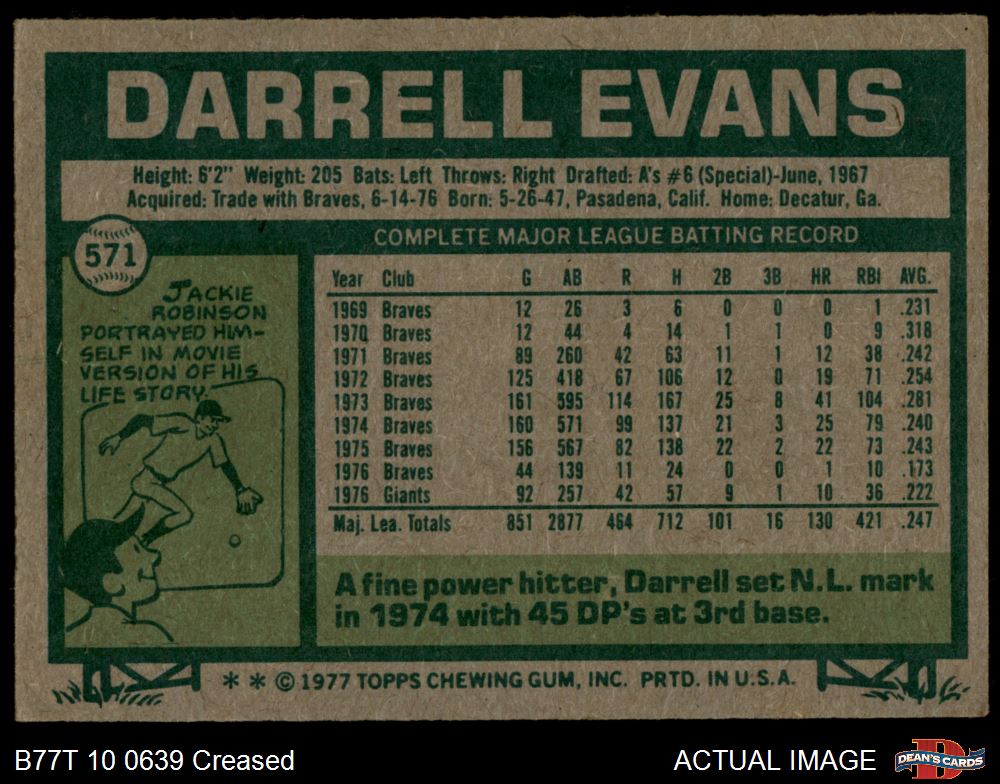 DARRELL EVANS
Height: 6'2" Weight: 205 Bats: Left Throws: Right Drafted: A's #6 (Special)-June, 1967
Acquired: Trade with Braves, 6-14-76 Born: 5-26-47, Pasadena, Calif. Home: Decatur, Ga.
571
JACKIE
ROBINSON
PORTRAYED HIM-
SELF IN MOVIE
VERSION OF HIS
LIFE STORY.
COMPLETE MAJOR LEAGUE BATTING RECORD
Year Club G AB R H 2B 3B HR RBI AVG.
1969 Braves 12 26 3 6 0 0 0 1 .231
1970 Braves 12 44 4 14 1 1 0 9 .318
1971 Braves 89 260 42 63 11 1 12 38 .242
1972 Braves 125 418 67 106 12 0 19 71 .254
1973 Braves 161 595 114 167 25 8 41 104 .281
1974 Braves 160 571 99 137 21 3 25 79 .240
1975 Braves 156 567 82 138 22 2 22 73 .243
1976 Braves 44 139 11 24 0 0 1 10 .173
1976 Giants 92 257 42 57 9 1 10 36 .222
Maj. Lea. Totals 851 2877 464 712 101 16 130 421 .247
A fine power hitter, Darrell set N.L. mark
in 1974 with 45 DP's at 3rd base.
* * © 1977 TOPPS CHEWING GUM, INC. PRTD. IN U.S.A.
B77T 10 0639 Creased
ACTUAL IMAGE
D
DEAN'S CARDS